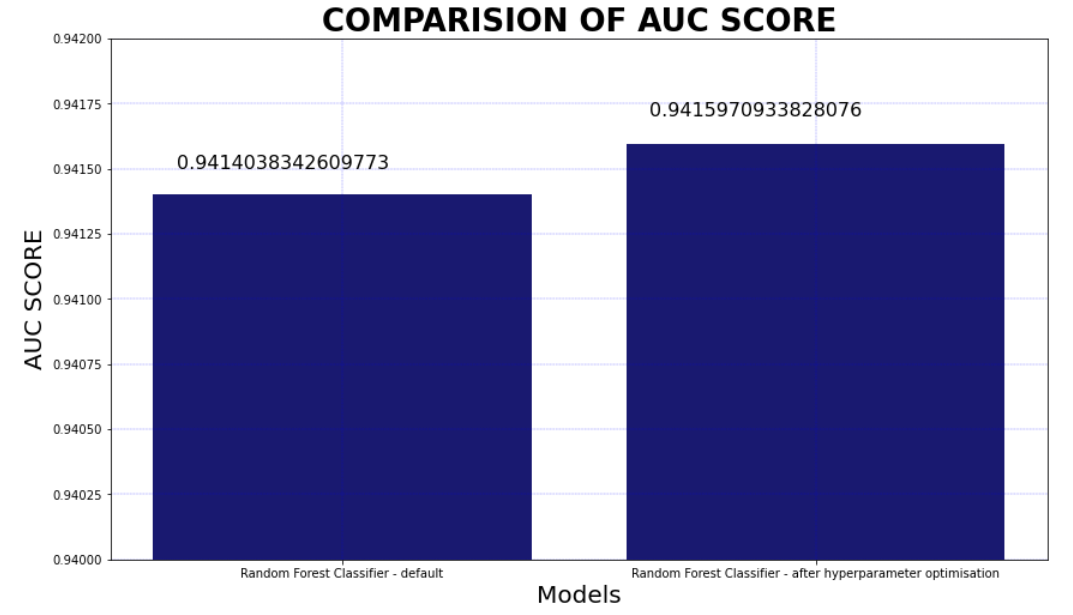 COMPARISION OF AUC SCORE
0.94200
0.94175
0.9415970933828076
0.9414038342609773
0.94150
0.94125
0.94100
0.94075
0.94050
0.94025
0.94000
AUC SCORE
Random Forest Classifier - default
Random Forest Classifier - after hyperparameter optimisation
Models